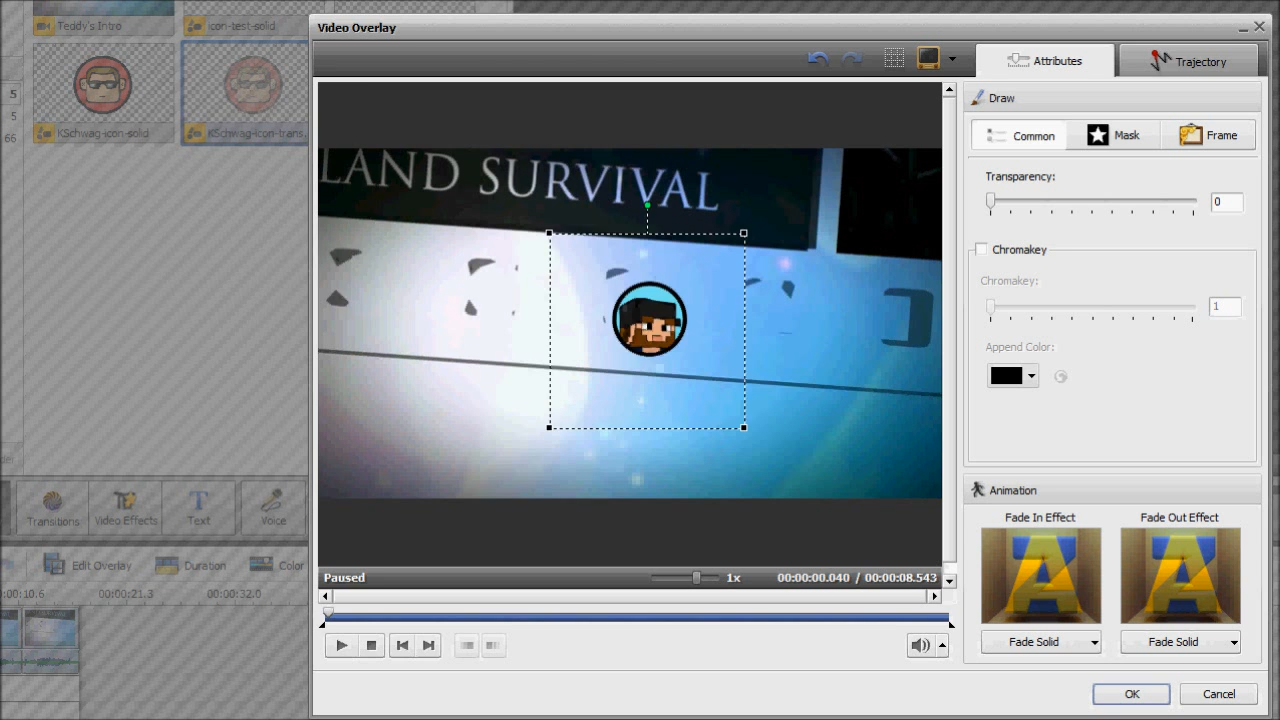 Teddy's Intro
icon-test-solid
KSchwag-icon-solid
KSchwag-icon-trans...
5
5
66
Transitions
Video Effects
Text
Voice
Edit Overlay
Duration
Color
00:00:21.3
00:00:32.0
Video Overlay
Attributes
Trajectory
Draw
Common
Mask
Frame
Transparency:
0
Chromakey
Chromakey:
1
Append Color:
Animation
Fade In Effect
Fade Out Effect
Fade Solid
Fade Solid
LAND SURVIVAL
Paused
1x
00:00:00.040 / 00:00:08.543
OK
Cancel